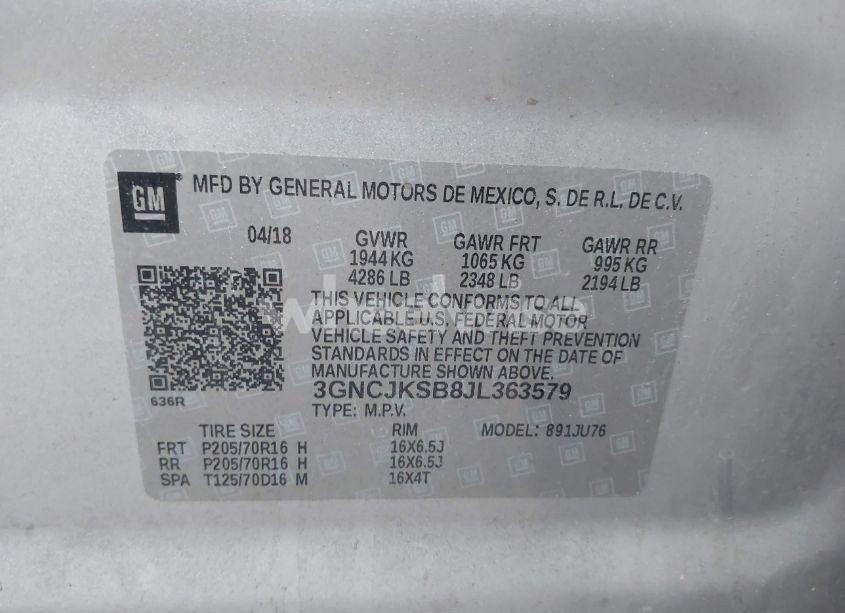 GM MFD BY GENERAL MOTORS DE MEXICO, S. DE R.L. DE C.V.
04/18 GVWR GAWR FRT GAWR RR
1944 KG 1065 KG 995 KG
4286 LB 2348 LB 2194 LB
THIS VEHICLE CONFORMS TO ALL
APPLICABLE U.S. FEDERAL MOTOR
VEHICLE SAFETY AND THEFT PREVENTION
STANDARDS IN EFFECT ON THE DATE OF
MANUFACTURE SHOWN ABOVE.
3GNCJKSB8JL363579
636R
TYPE: M.P.V.
TIRE SIZE RIM MODEL: 891JU76
FRT P205/70R16 H 16X6.5J
RR P205/70R16 H 16X6.5J
SPA T125/70D16 M 16X4T